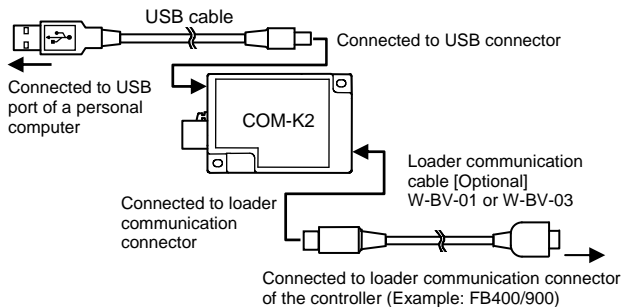 USB cable
Connected to USB connector
Connected to USB
port of a personal
computer
COM-K2
Loader communication
cable [Optional]
W-BV-01 or W-BV-03
Connected to loader
communication
connector
Connected to loader communication connector
of the controller (Example: FB400/900)